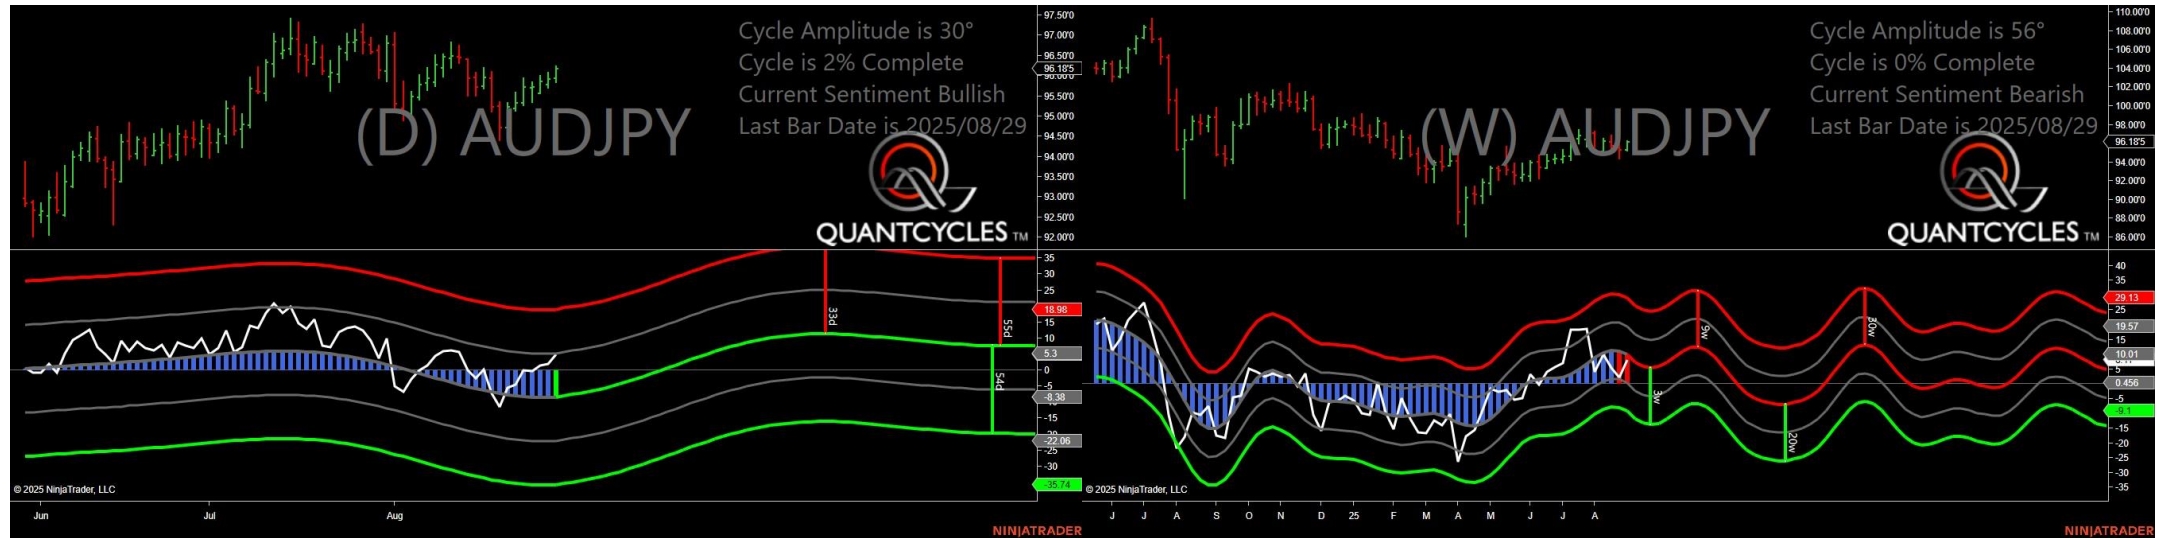 Cycle Amplitude is 30°
Cycle is 2% Complete
Current Sentiment Bullish
Last Bar Date is 2025/08/29
(D) AUDJPY
QUANTCYCLES TM
97.50'0
97.00'0
96.50'0
96.18'5
95.50'0
95.00'0
94.50'0
94.00'0
93.50'0
93.00'0
92.50'0
92.00'0
35
30
25
18.98
15
10
5.3
0
-5
-8.38
-15
-22.06
-25
-30
-35.74
33d
55d
54d
© 2025 NinjaTrader, LLC
Jun
Jul
Aug
NINJATRADER
Cycle Amplitude is 56°
Cycle is 0% Complete
Current Sentiment Bearish
Last Bar Date is 2025/08/29
(W) AUDJPY
QUANTCYCLES TM
110.00'0
108.00'0
106.00'0
104.00'0
102.00'0
100.00'0
98.00'0
96.18'5
94.00'0
92.00'0
90.00'0
88.00'0
86.00'0
40
35
29.13
25
19.57
15
10.01
5
0.456
-5
-9.1
-15
-20
-25
-30
-35
9w
30w
3w
20w
© 2025 NinjaTrader, LLC
J
J
A
S
O
N
D
25
F
M
A
M
J
J
A
NINJATRADER